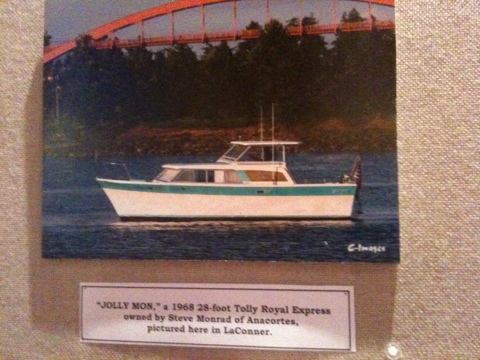 C-Images
"JOLLY MON," a 1968 28-foot Tolly Royal Express
owned by Steve Monrad of Anacortes,
pictured here in LaConner.